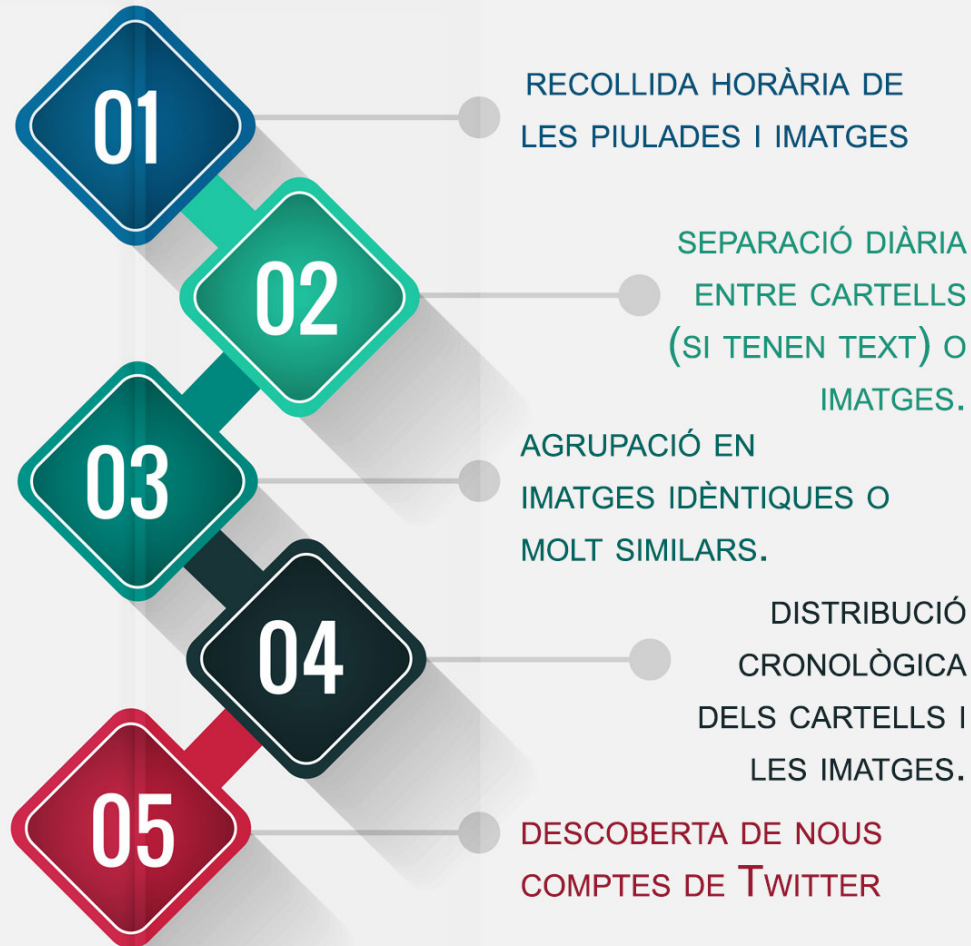 01
RECOLLIDA HORÀRIA DE
LES PIULADES I IMATGES
02
SEPARACIÓ DIÀRIA
ENTRE CARTELLS
(SI TENEN TEXT) O
IMATGES.
03
AGRUPACIÓ EN
IMATGES IDÈNTIQUES O
MOLT SIMILARS.
04
DISTRIBUCIÓ
CRONOLÒGICA
DELS CARTELLS I
LES IMATGES.
05
DESCOBERTA DE NOUS
COMPTES DE TWITTER